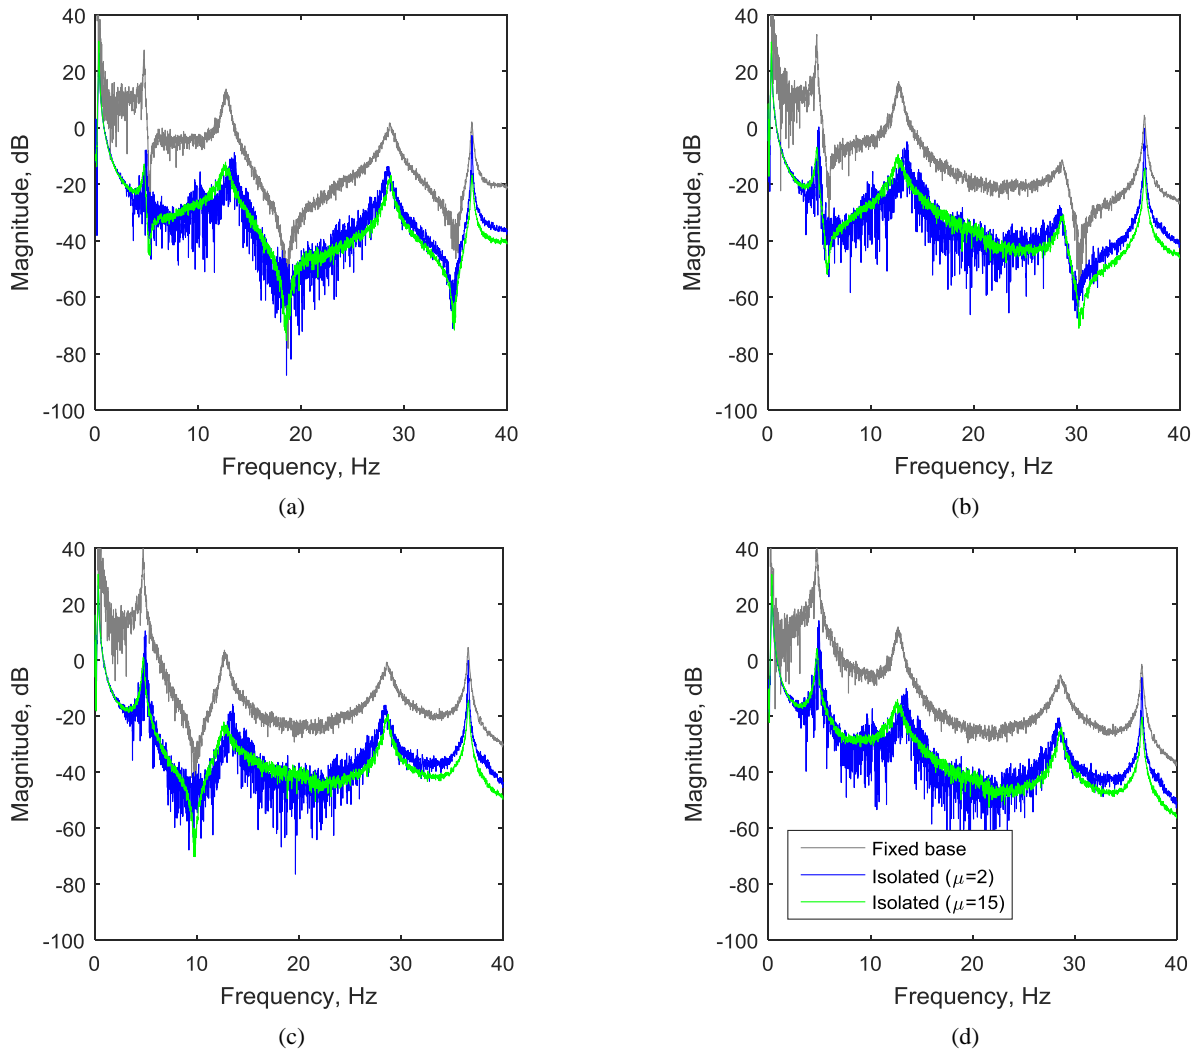 40
20
0
-20
-40
-60
-80
-100
Magnitude, dB
0 10 20 30 40
Frequency, Hz
(a)
40
20
0
-20
-40
-60
-80
-100
Magnitude, dB
0 10 20 30 40
Frequency, Hz
(b)
40
20
0
-20
-40
-60
-80
-100
Magnitude, dB
0 10 20 30 40
Frequency, Hz
(c)
40
20
0
-20
-40
-60
-80
-100
Magnitude, dB
Fixed base
Isolated (μ=2)
Isolated (μ=15)
0 10 20 30 40
Frequency, Hz
(d)